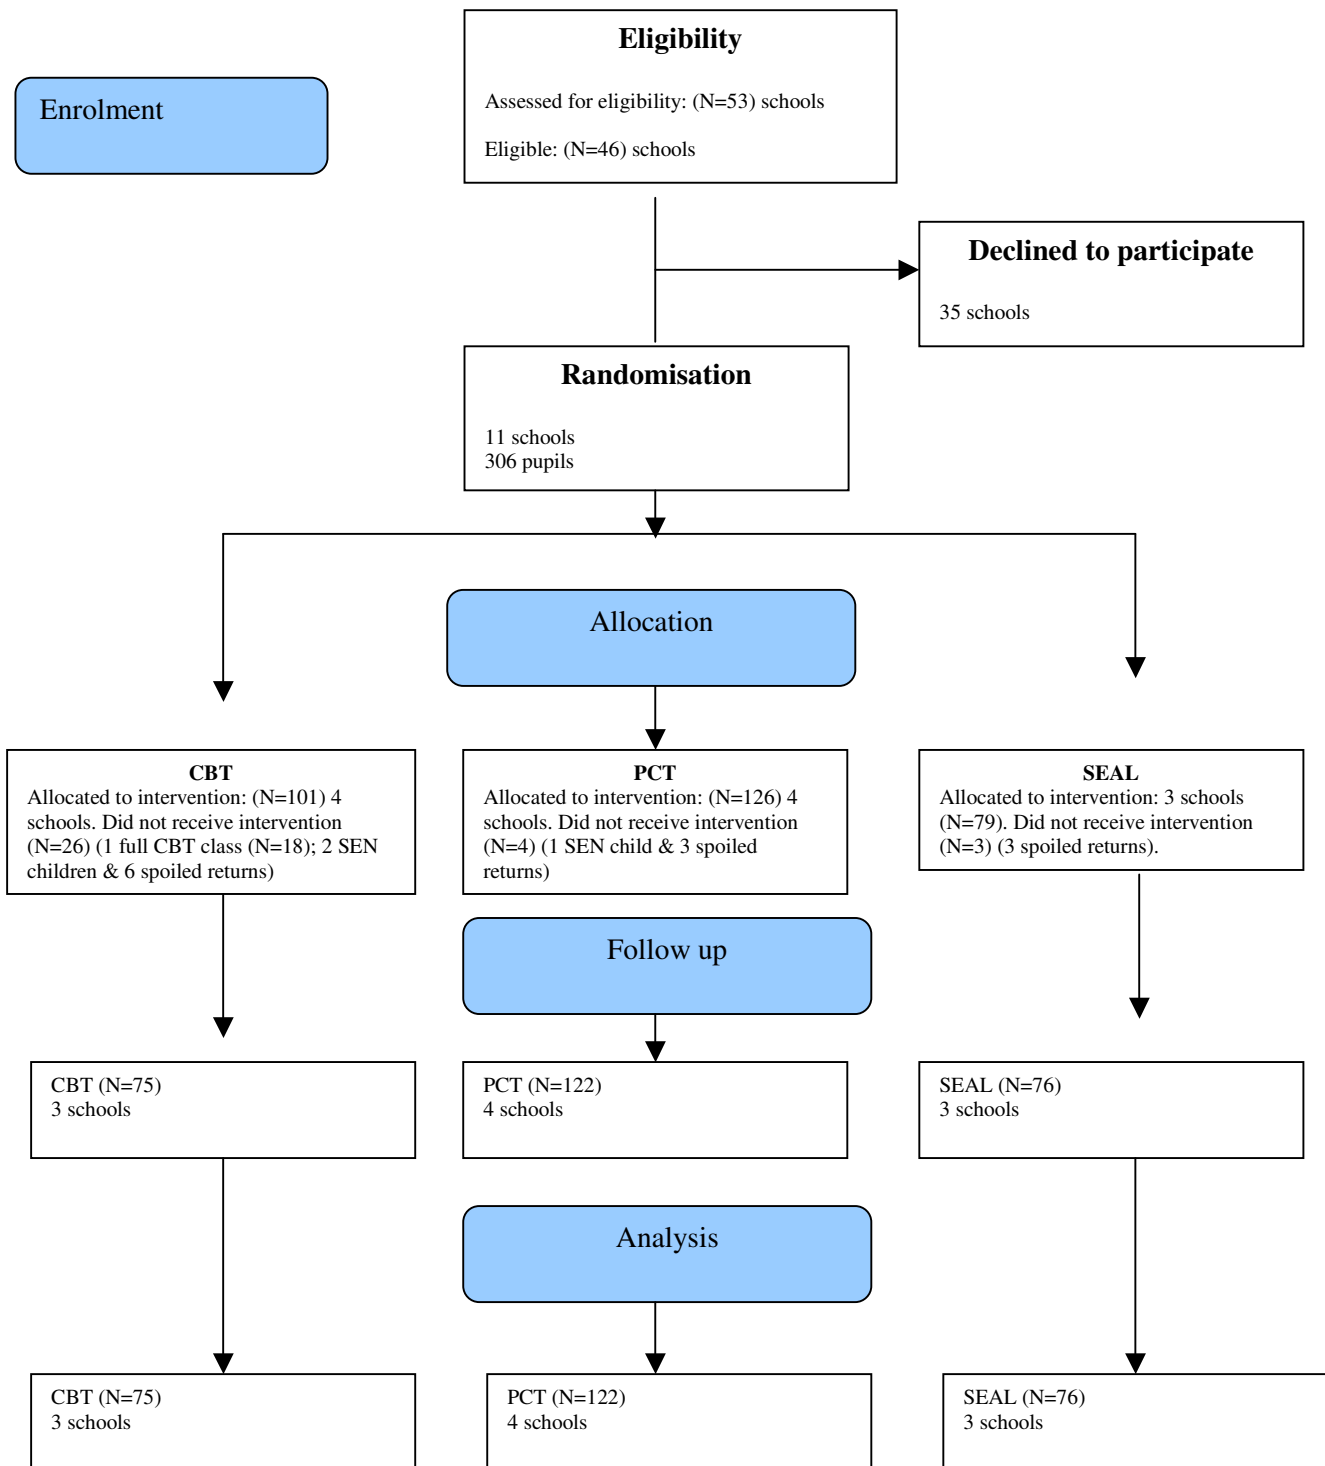 Eligibility
Assessed for eligibility: (N=53) schools
Eligible: (N=46) schools
Enrolment
Declined to participate
35 schools
Randomisation
11 schools
306 pupils
Allocation
CBT
Allocated to intervention: (N=101) 4
schools. Did not receive intervention
(N=26) (1 full CBT class (N=18); 2 SEN
children & 6 spoiled returns)
PCT
Allocated to intervention: (N=126) 4
schools. Did not receive intervention
(N=4) (1 SEN child & 3 spoiled
returns)
SEAL
Allocated to intervention: 3 schools
(N=79). Did not receive intervention
(N=3) (3 spoiled returns).
Follow up
CBT (N=75)
3 schools
PCT (N=122)
4 schools
SEAL (N=76)
3 schools
Analysis
CBT (N=75)
3 schools
PCT (N=122)
4 schools
SEAL (N=76)
3 schools